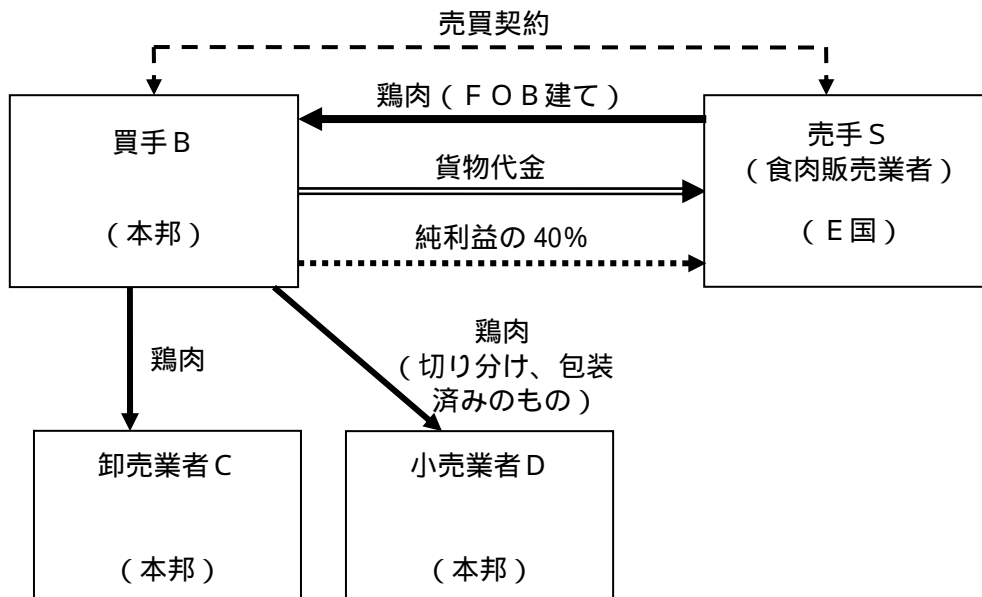 売買契約
鶏肉（ＦＯＢ建て）
買手Ｂ
（本邦）
売手Ｓ
（食肉販売業者）
（Ｅ国）
貨物代金
純利益の 40%
鶏肉
鶏肉
（切り分け、包装
済みのもの）
卸売業者Ｃ
（本邦）
小売業者Ｄ
（本邦）